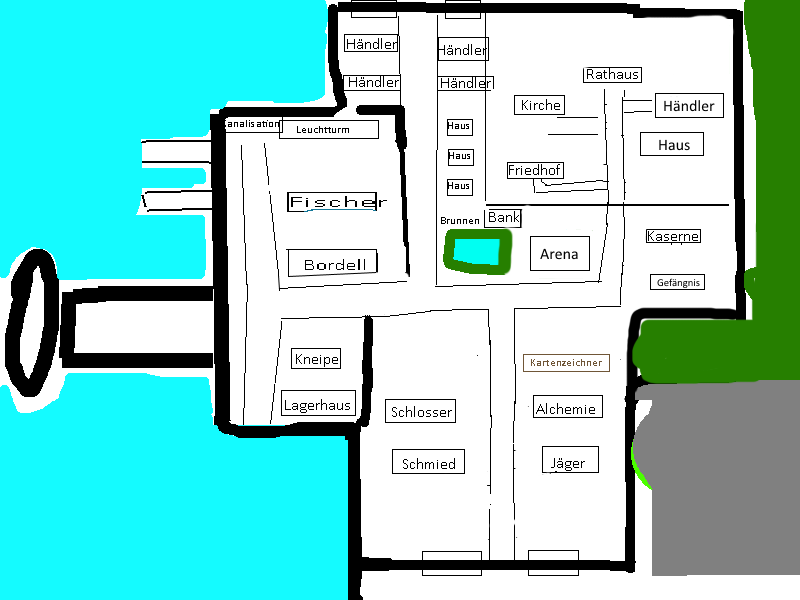 Händler
Händler
Händler
Händler
Rathaus
Kirche
Händler
Haus
Haus
Haus
Haus
Friedhof
Kanalisation
Leuchtturm
Fischer
Bordell
Brunnen
Bank
Arena
Kaserne
Gefängnis
Kneipe
Lagerhaus
Schlosser
Schmied
Kartenzeichner
Alchemie
Jäger